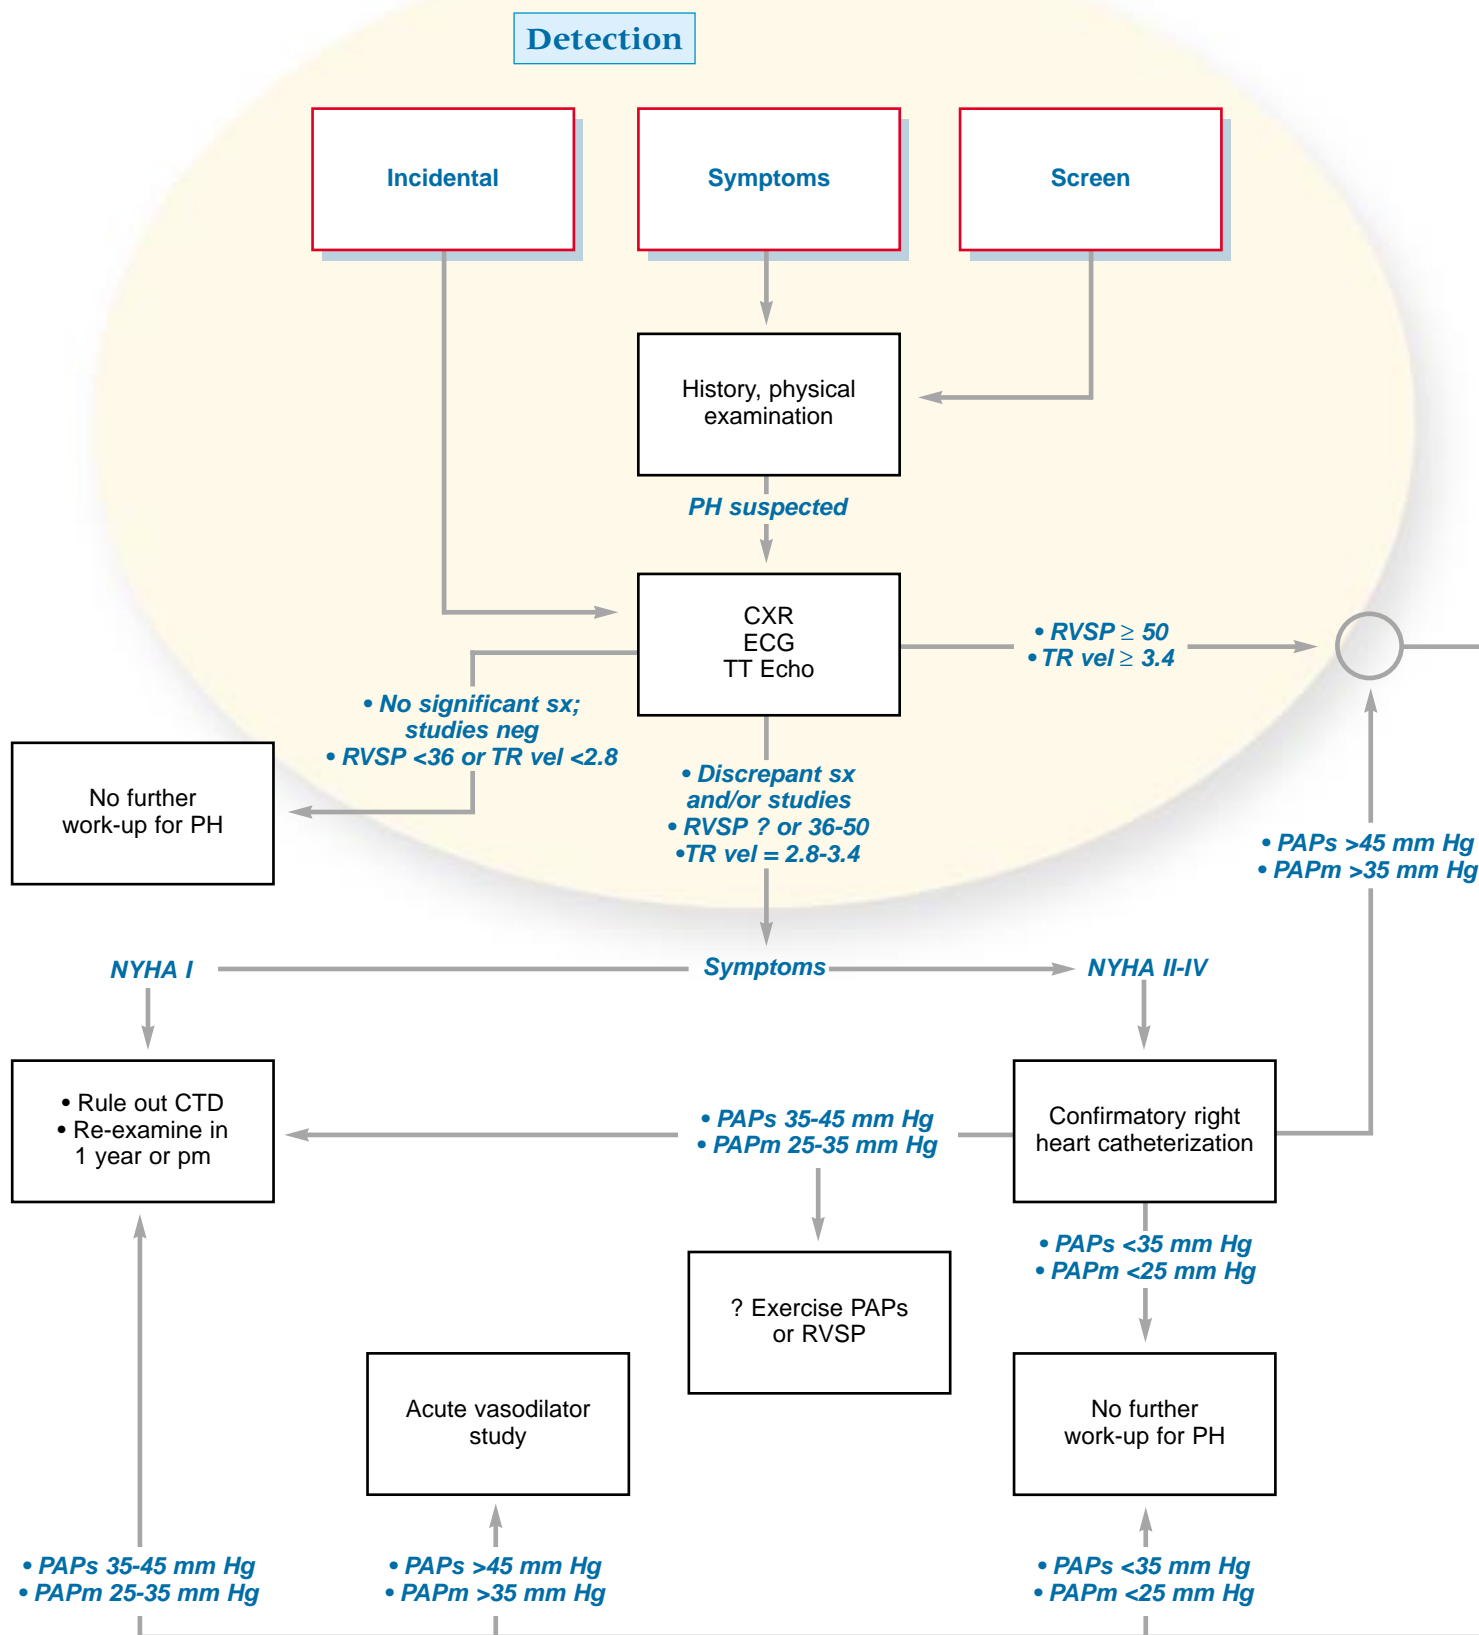 Detection
Incidental
Symptoms
Screen
History, physical
examination
PH suspected
CXR
ECG
TT Echo
• RVSP ≥ 50
• TR vel ≥ 3.4
• No significant sx;
studies neg
• RVSP <36 or TR vel <2.8
No further
work-up for PH
• Discrepant sx
and/or studies
• RVSP ? or 36-50
•TR vel = 2.8-3.4
• PAPs >45 mm Hg
• PAPm >35 mm Hg
NYHA I
Symptoms
NYHA II-IV
• Rule out CTD
• Re-examine in
1 year or pm
• PAPs 35-45 mm Hg
• PAPm 25-35 mm Hg
Confirmatory right
heart catheterization
• PAPs <35 mm Hg
• PAPm <25 mm Hg
? Exercise PAPs
or RVSP
Acute vasodilator
study
No further
work-up for PH
• PAPs 35-45 mm Hg
• PAPm 25-35 mm Hg
• PAPs >45 mm Hg
• PAPm >35 mm Hg
• PAPs <35 mm Hg
• PAPm <25 mm Hg